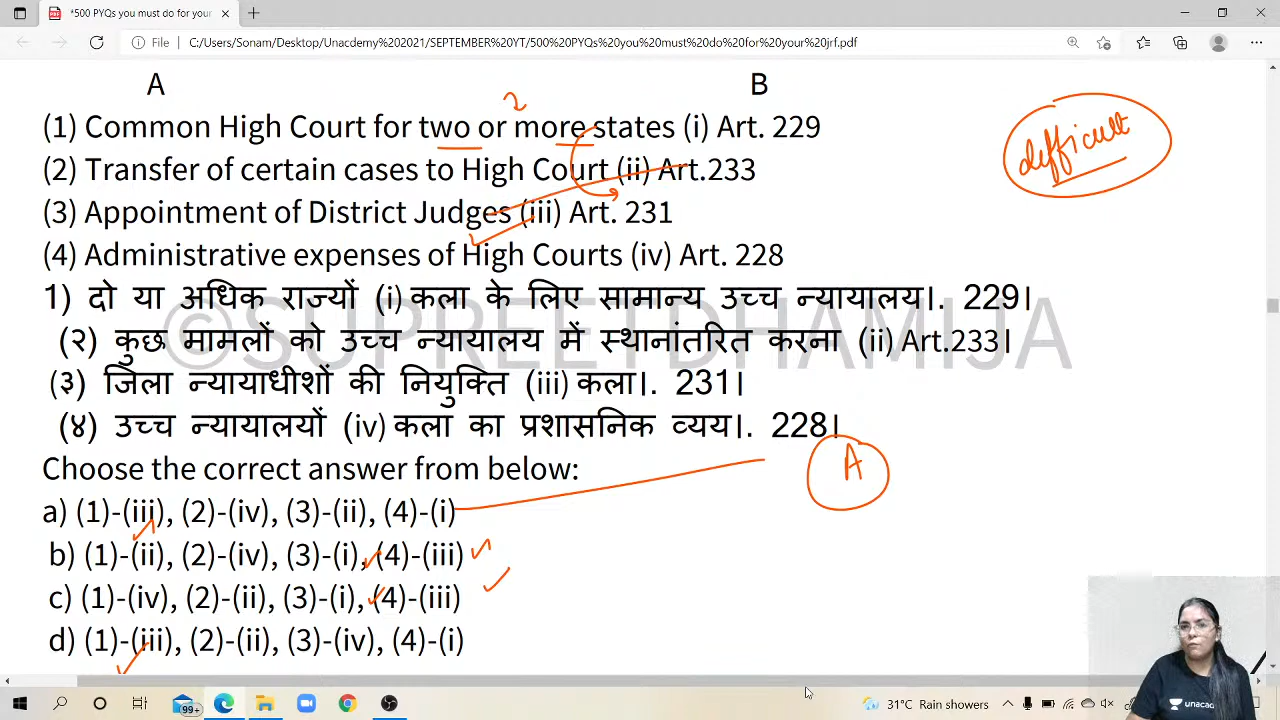 *500 PYQs you must do for your
File
C:/Users/Sonam/Desktop/Unacdemy%202021/SEPTEMBER%20YT/500%20PYQs%20you%20must%20do%20for%20your%20jrf.pdf
A B
2
(1) Common High Court for two or more states (i) Art. 229
difficult
(2) Transfer of certain cases to High Court (ii) Art.233
(3) Appointment of District Judges (iii) Art. 231
(4) Administrative expenses of High Courts (iv) Art. 228
1) दो या अधिक राज्यों (i) कला के लिए सामान्य उच्च न्यायालय।. 229।
©SUPREETDHAMIJA
(२) कुछ मामलों को उच्च न्यायालय में स्थानांतरित करना (ii) Art.233।
(३) जिला न्यायाधीशों की नियुक्ति (iii) कला।. 231।
(४) उच्च न्यायालयों (iv) कला का प्रशासनिक व्यय।. 228।
A
Choose the correct answer from below:
a) (1)-(iii), (2)-(iv), (3)-(ii), (4)-(i)
b) (1)-(ii), (2)-(iv), (3)-(i), (4)-(iii)
c) (1)-(iv), (2)-(ii), (3)-(i), (4)-(iii)
d) (1)-(iii), (2)-(ii), (3)-(iv), (4)-(i)
unacad
99+
31°C Rain showers
ENG